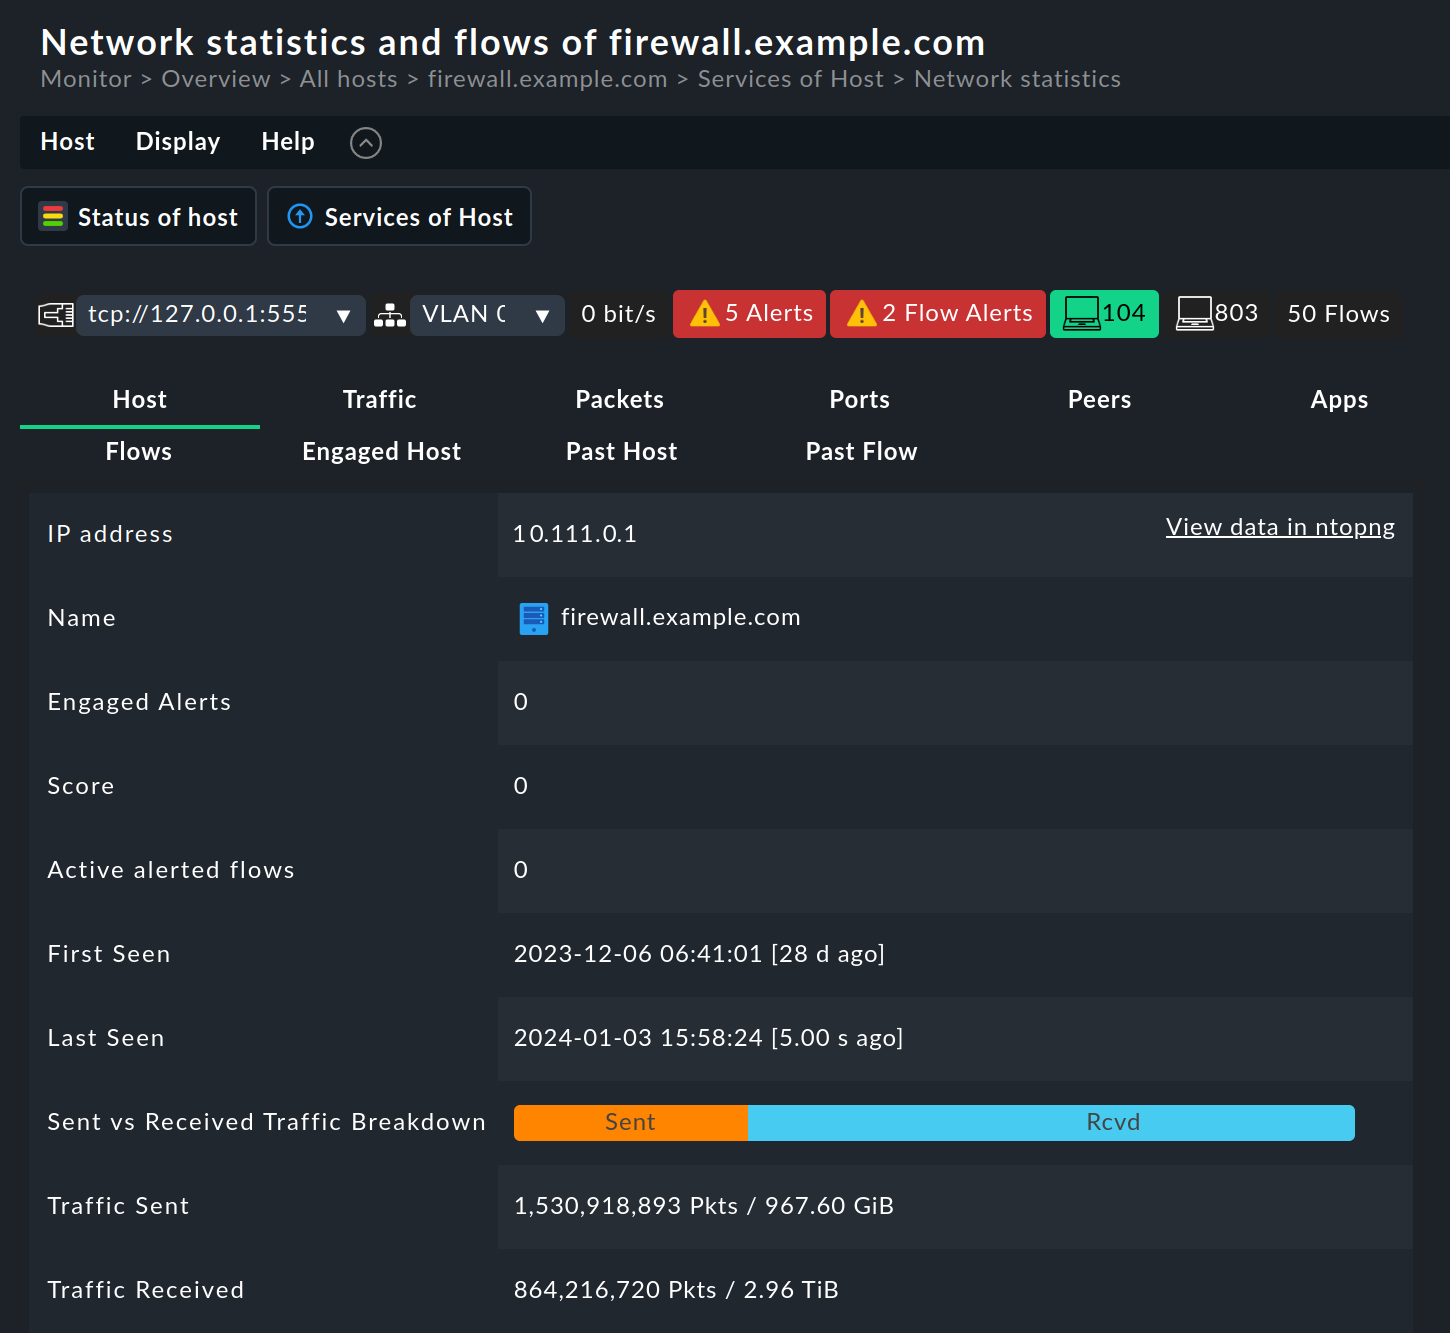 Network statistics and flows of firewall.example.com
Monitor > Overview > All hosts > firewall.example.com > Services of Host > Network statistics
Host Display Help
Status of host Services of Host
tcp://127.0.0.1:555 ▼ VLAN 0 ▼ 0 bit/s 5 Alerts 2 Flow Alerts 104 803 50 Flows
Host Traffic Packets Ports Peers Apps
Flows Engaged Host Past Host Past Flow
IP address 10.111.0.1 View data in ntopng
Name firewall.example.com
Engaged Alerts 0
Score 0
Active alerted flows 0
First Seen 2023-12-06 06:41:01 [28 d ago]
Last Seen 2024-01-03 15:58:24 [5.00 s ago]
Sent vs Received Traffic Breakdown Sent Rcvd
Traffic Sent 1,530,918,893 Pkts / 967.60 GiB
Traffic Received 864,216,720 Pkts / 2.96 TiB